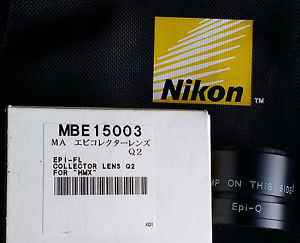 Nikon
TM
MBE15003
MA エピコレクターレンズ
Q2
EPI-FL
COLLECTOR LENS Q2
FOR "HMX"
MP ON THIS SIDE
Epi-Q